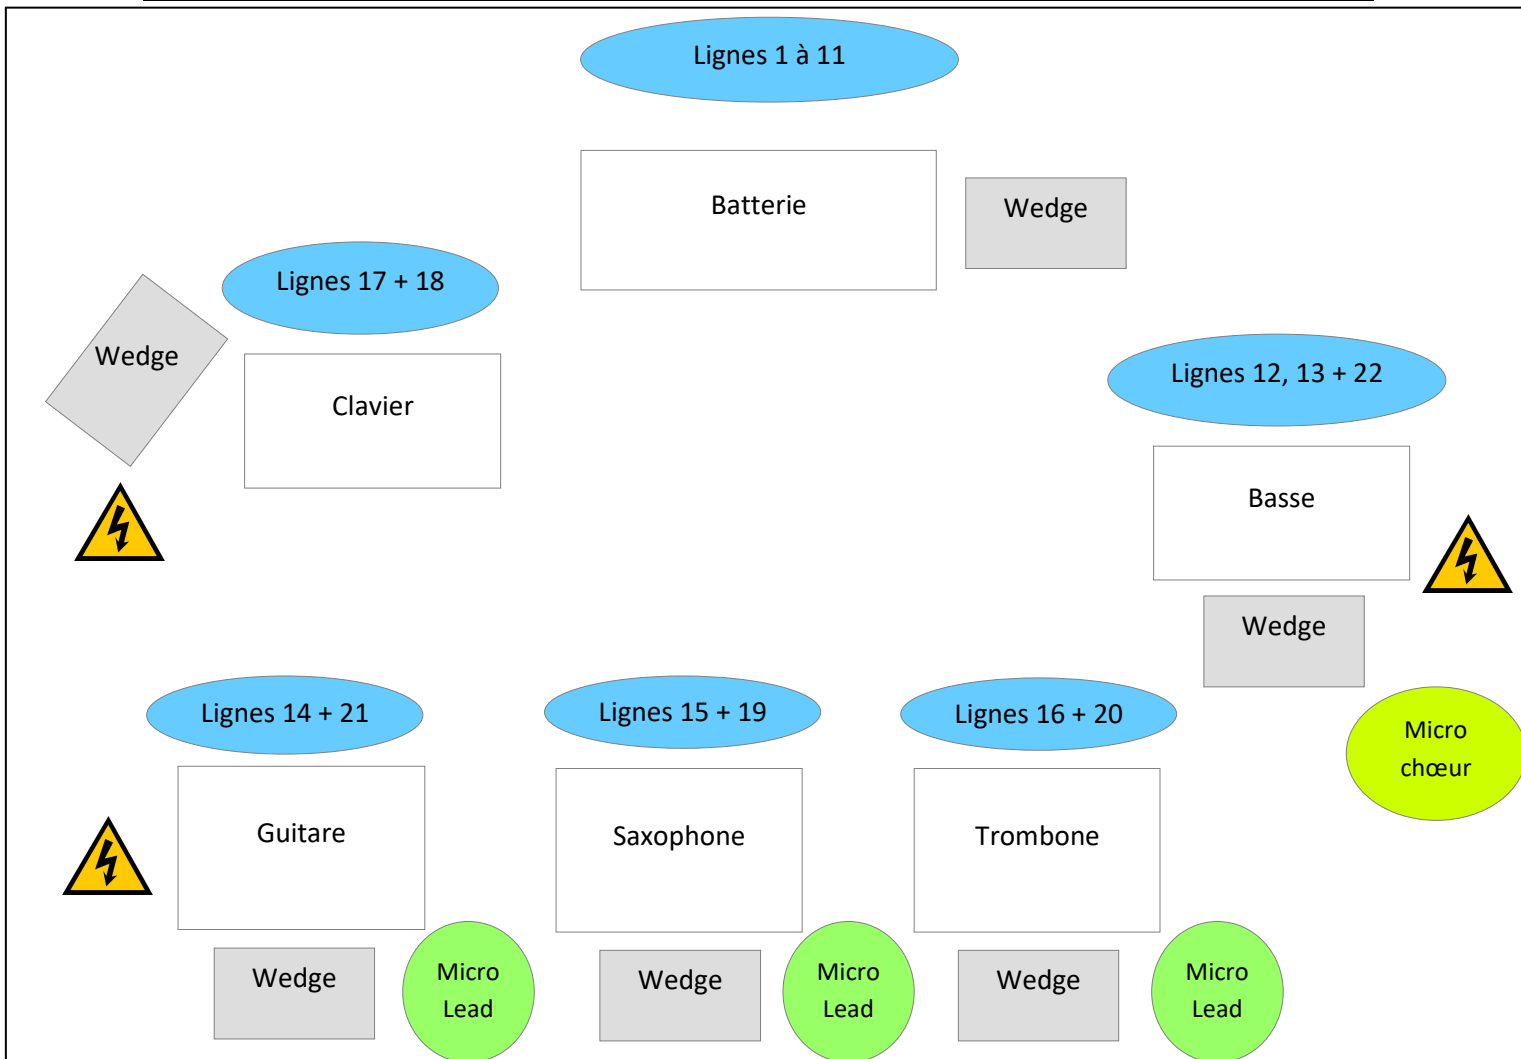 Lignes 1 à 11
Batterie
Wedge
Lignes 17 + 18
Wedge
Clavier
Lignes 12, 13 + 22
Basse
Wedge
Lignes 14 + 21
Lignes 15 + 19
Lignes 16 + 20
Micro
chœur
Guitare
Saxophone
Trombone
Wedge
Micro
Lead
Wedge
Micro
Lead
Wedge
Micro
Lead